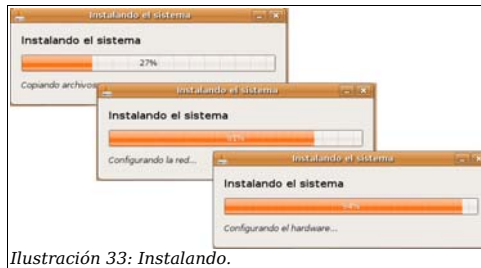 Instalando el sistema
Instalando el sistema
27%
Copiando archivos
Instalando el sistema
Instalando el sistema
Configurando la red...
Instalando el sistema
Instalando el sistema
94%
Configurando el hardware...
Ilustración 33: Instalando.